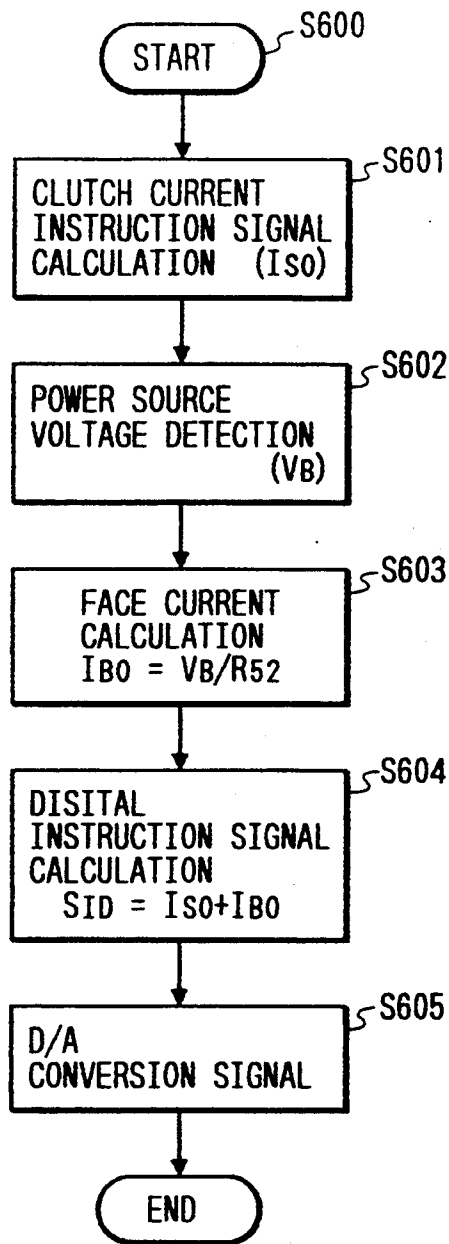 START
S600
S601
CLUTCH CURRENT
INSTRUCTION SIGNAL
CALCULATION (Iso)
S602
POWER SOURCE
VOLTAGE DETECTION
(VB)
S603
FACE CURRENT
CALCULATION
IBO = VB/R52
S604
DISITAL
INSTRUCTION SIGNAL
CALCULATION
SID = ISO+IBO
S605
D/A
CONVERSION SIGNAL
END